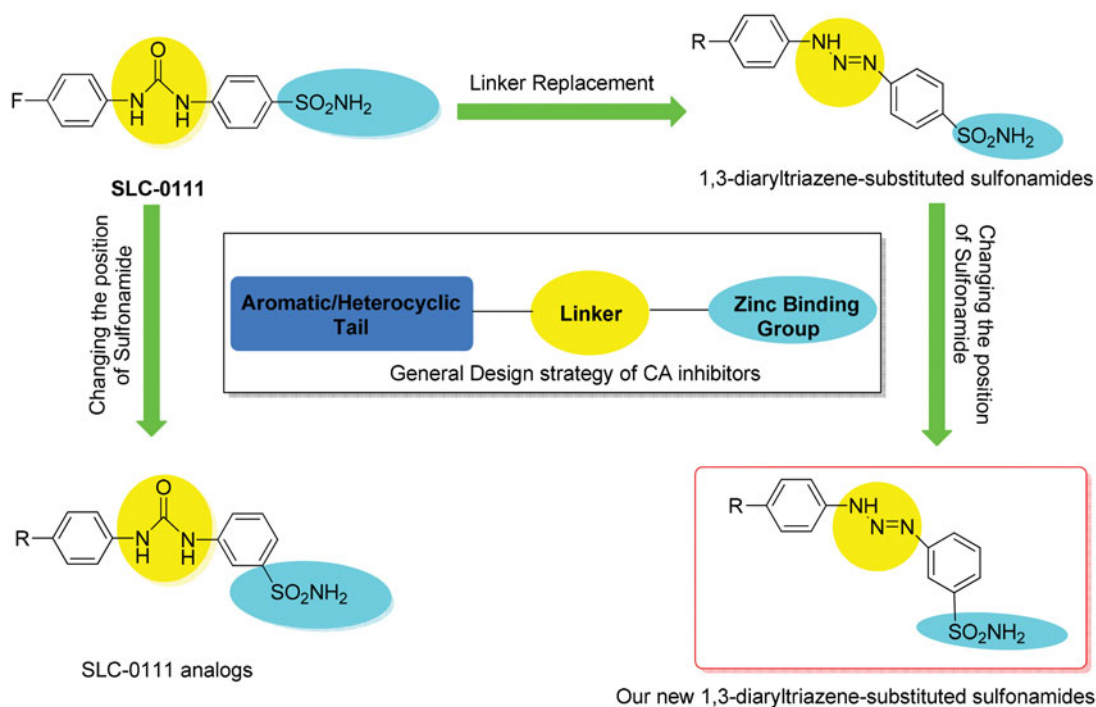 R
NH
N=N
O
F
N
H
N
H
SO2NH2
Linker Replacement
SO2NH2
SLC-0111
1,3-diaryltriazene-substituted sulfonamides
Changing the position
of Sulfonamide
Aromatic/Heterocyclic
Tail
Linker
Zinc Binding
Group
General Design strategy of CA inhibitors
Changing the position
of Sulfonamide
O
R
N
H
N
H
SO2NH2
SLC-0111 analogs
R
NH
N=N
SO2NH2
Our new 1,3-diaryltriazene-substituted sulfonamides